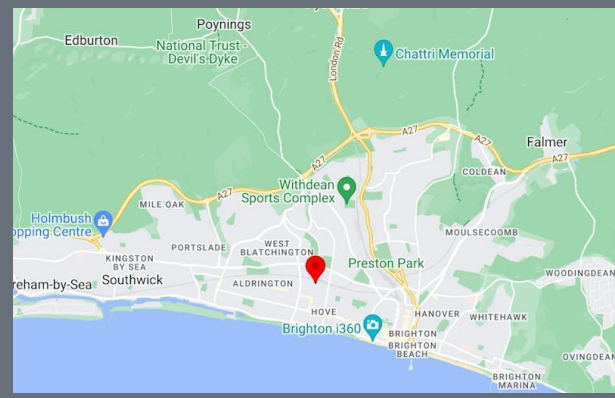 Poynings
Edburton
National Trust -
Devil's Dyke
London Rd
Chattri Memorial
A27
A27
Falmer
A27
A27
COLDEAN
Withdean
Sports Complex
A27
MILE OAK
Holmbush
opping Centre
MOULSECOOMB
PORTSLADE
WEST
BLATCHINGTON
KINGSTON
BY SEA
Preston Park
WOODINGDEAN
reham-by-Sea
Southwick
ALDRINGTON
HOVE
HANOVER
WHITEHAWK
Brighton i360
BRIGHTON
BRIGHTON
BEACH
OVINGDEAN
BRIGHTON
MARINA